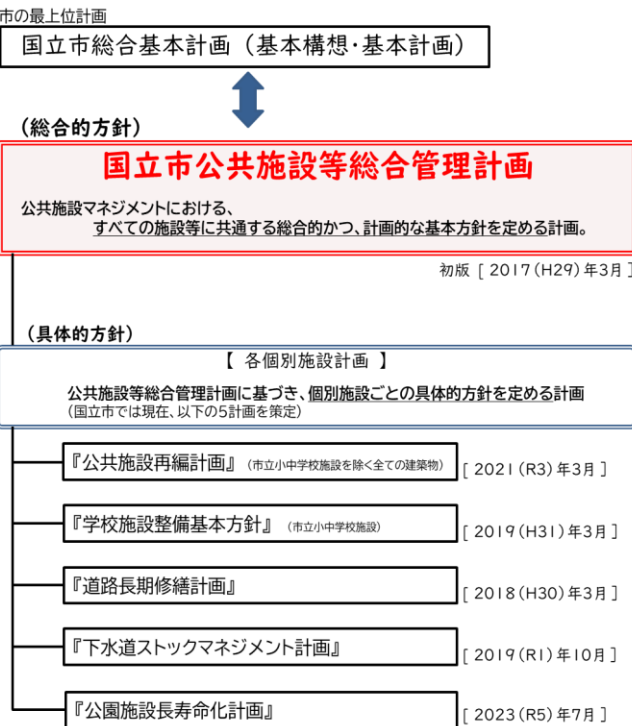 市の最上位計画
国立市総合基本計画（基本構想・基本計画）
（総合的方針）
国立市公共施設等総合管理計画
公共施設マネジメントにおける、
すべての施設等に共通する総合的かつ、計画的な基本方針を定める計画。
初版 [ 2017(H29)年3月 ]
（具体的方針）
【 各個別施設計画 】
公共施設等総合管理計画に基づき、個別施設ごとの具体的方針を定める計画
（国立市では現在、以下の5計画を策定）
『公共施設再編計画』（市立小中学校施設を除く全ての建築物） [ 2021(R3)年3月 ]
『学校施設整備基本方針』（市立小中学校施設） [ 2019(H31)年3月 ]
『道路長期修繕計画』 [ 2018(H30)年3月 ]
『下水道ストックマネジメント計画』 [ 2019(R1)年10月 ]
『公園施設長寿命化計画』 [ 2023(R5)年7月 ]